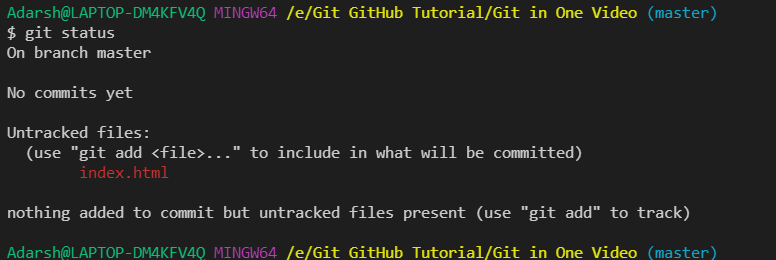 Adarsh@LAPTOP-DM4KFV4Q MINGW64 /e/Git GitHub Tutorial/Git in One Video (master)
$ git status
On branch master
No commits yet
Untracked files:
(use "git add <file>..." to include in what will be committed)
index.html
nothing added to commit but untracked files present (use "git add" to track)
Adarsh@LAPTOP-DM4KFV4Q MINGW64 /e/Git GitHub Tutorial/Git in One Video (master)